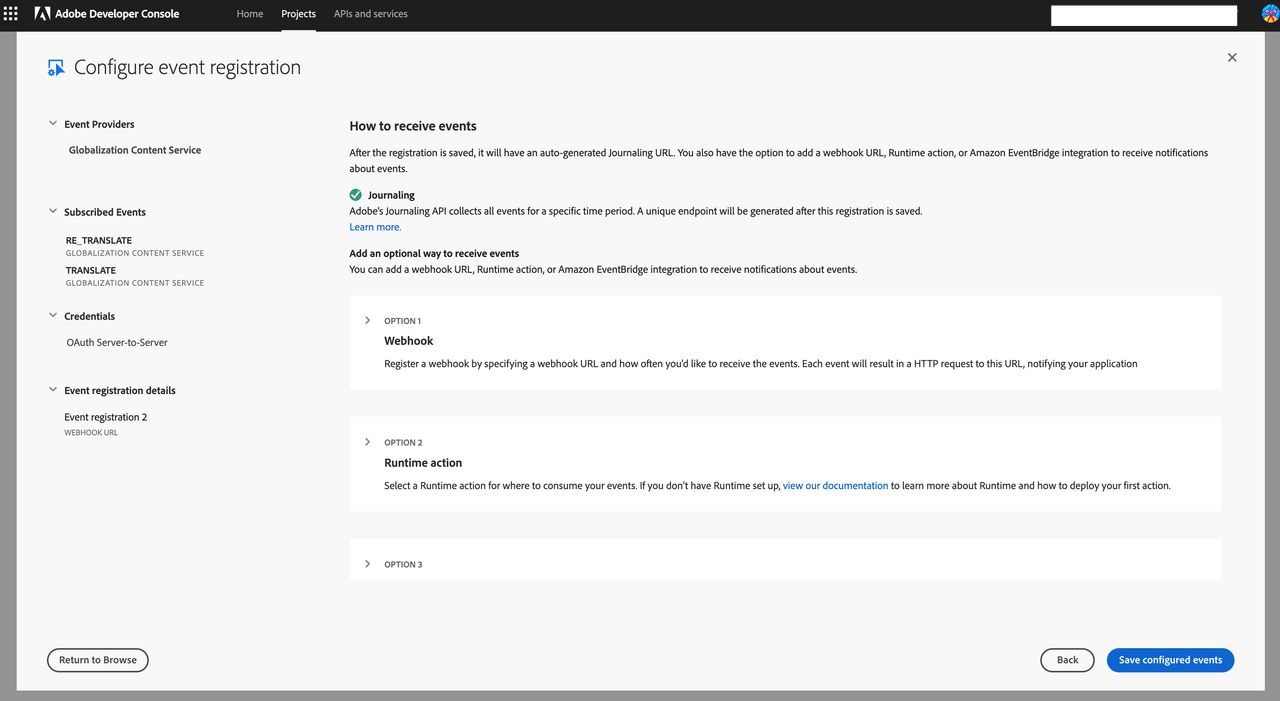 Adobe Developer Console
Home
Projects
APIs and services
Configure event registration
Event Providers
Globalization Content Service
Subscribed Events
RE_TRANSLATE
GLOBALIZATION CONTENT SERVICE
TRANSLATE
GLOBALIZATION CONTENT SERVICE
Credentials
OAuth Server-to-Server
Event registration details
Event registration 2
WEBHOOK URL
How to receive events
After the registration is saved, it will have an auto-generated Journaling URL. You also have the option to add a webhook URL, Runtime action, or Amazon EventBridge integration to receive notifications
about events.
Journaling
Adobe's Journaling API collects all events for a specific time period. A unique endpoint will be generated after this registration is saved.
Learn more.
Add an optional way to receive events
You can add a webhook URL, Runtime action, or Amazon EventBridge integration to receive notifications about events.
OPTION 1
Webhook
Register a webhook by specifying a webhook URL and how often you'd like to receive the events. Each event will result in a HTTP request to this URL, notifying your application
OPTION 2
Runtime action
Select a Runtime action for where to consume your events. If you don't have Runtime set up, view our documentation to learn more about Runtime and how to deploy your first action.
OPTION 3
Return to Browse
Back
Save configured events